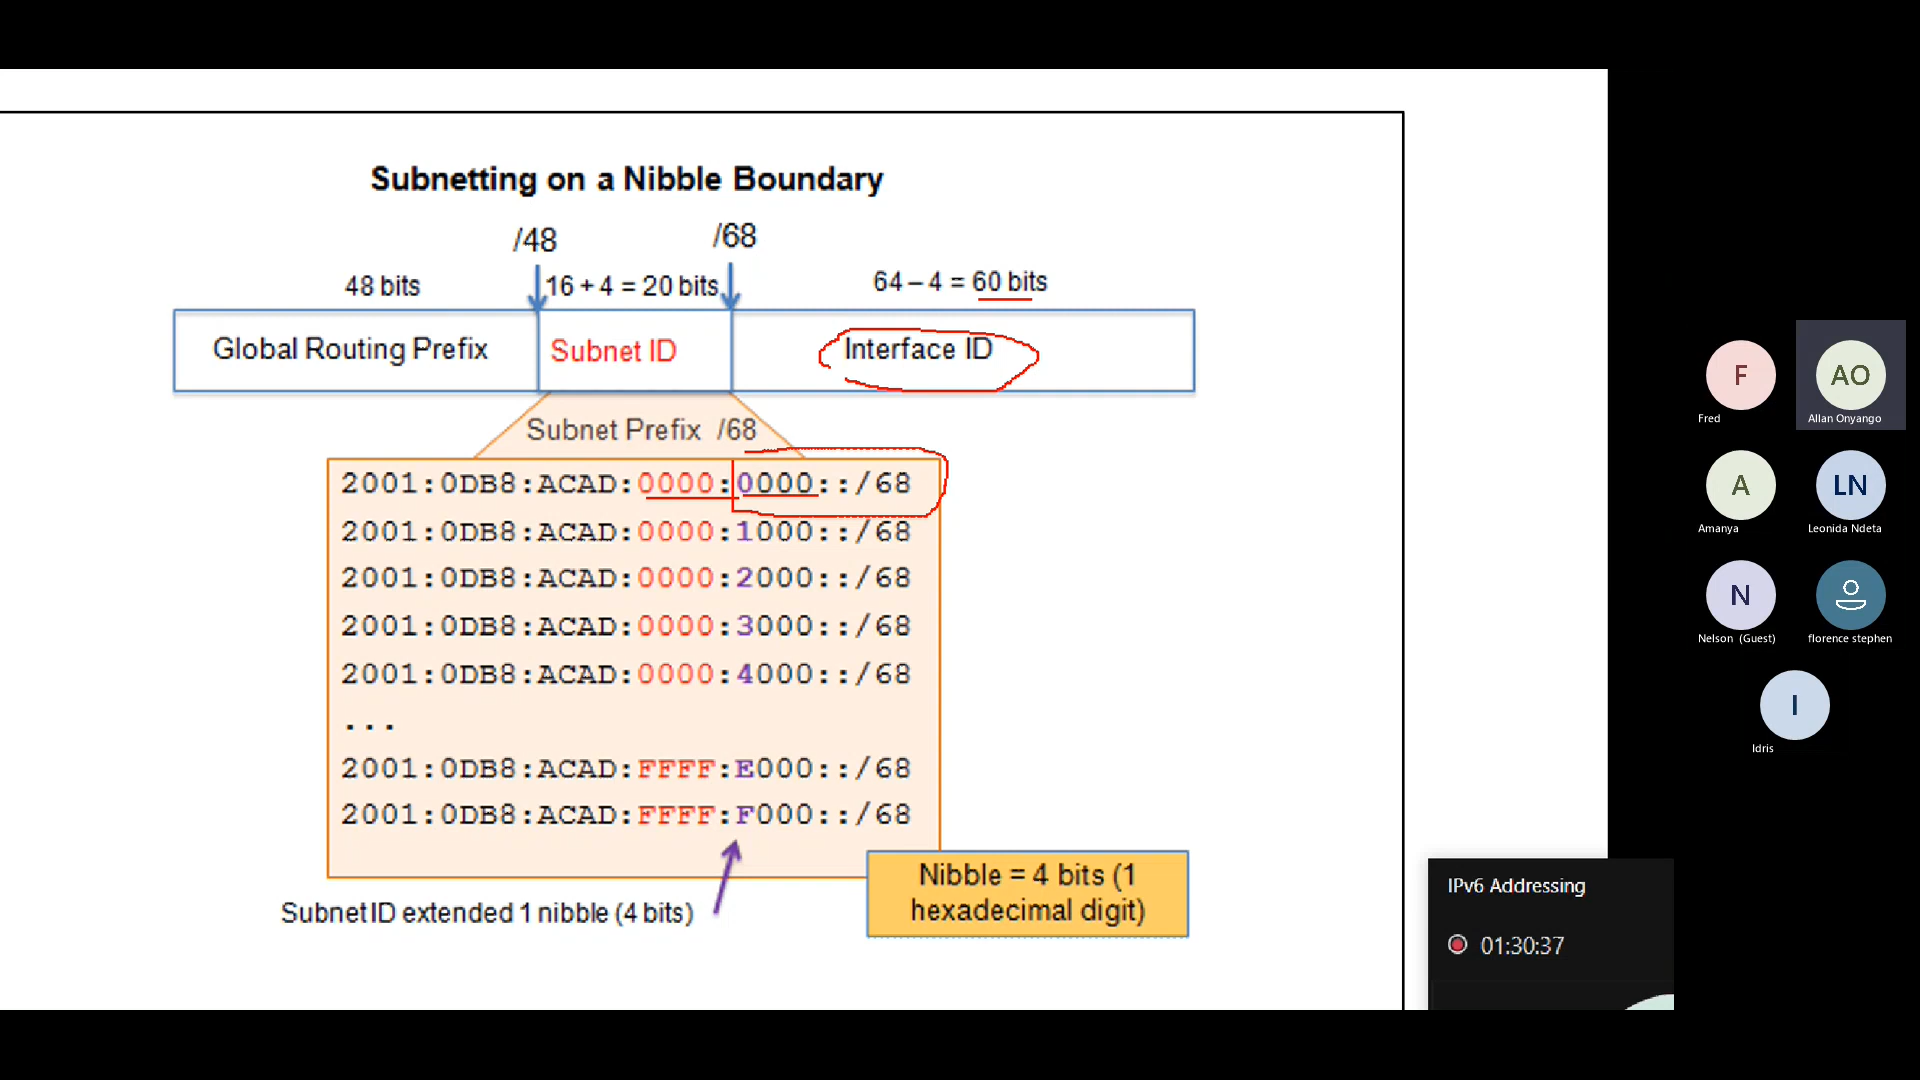 Subnetting on a Nibble Boundary
/48
/68
48 bits
16 + 4 = 20 bits
64 – 4 = 60 bits
Global Routing Prefix
Subnet ID
Interface ID
Subnet Prefix /68
2001:0DB8:ACAD:0000:0000::/68
2001:0DB8:ACAD:0000:1000::/68
2001:0DB8:ACAD:0000:2000::/68
2001:0DB8:ACAD:0000:3000::/68
2001:0DB8:ACAD:0000:4000::/68
...
2001:0DB8:ACAD:FFFF:E000::/68
2001:0DB8:ACAD:FFFF:F000::/68
Subnet ID extended 1 nibble (4 bits)
Nibble = 4 bits (1
hexadecimal digit)
F
Fred
AO
Allan Onyango
A
Amanya
LN
Leonida Ndeta
N
Nelson (Guest)
florence stephen
I
Idris
IPv6 Addressing
01:30:37